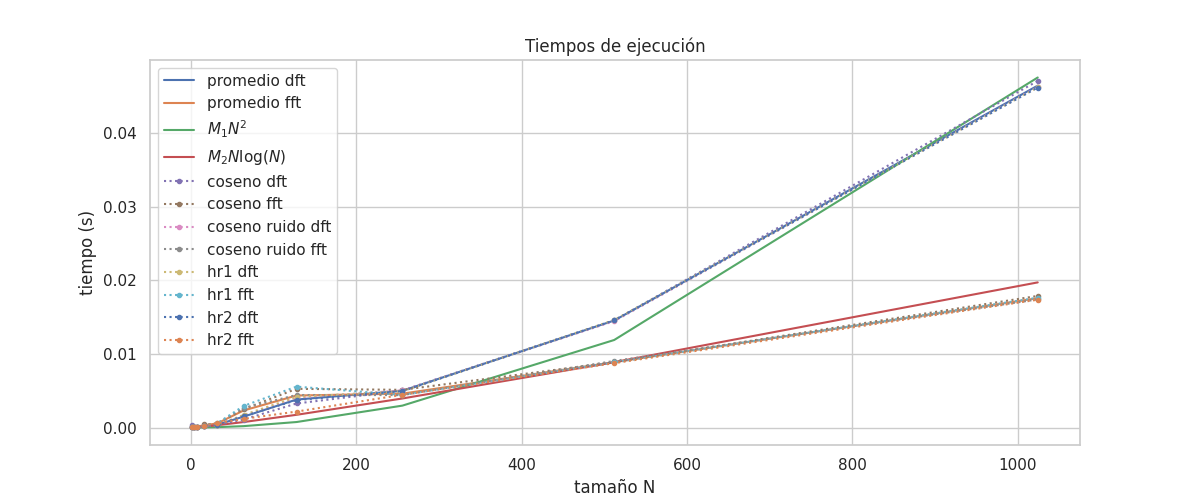 Tiempos de ejecución
promedio dft
promedio fft
M₁N²
M₂Nlog(N)
coseno dft
coseno fft
coseno ruido dft
coseno ruido fft
hr1 dft
hr1 fft
hr2 dft
hr2 fft
tiempo (s)
0.04
0.03
0.02
0.01
0.00
0
200
400
600
800
1000
tamaño N